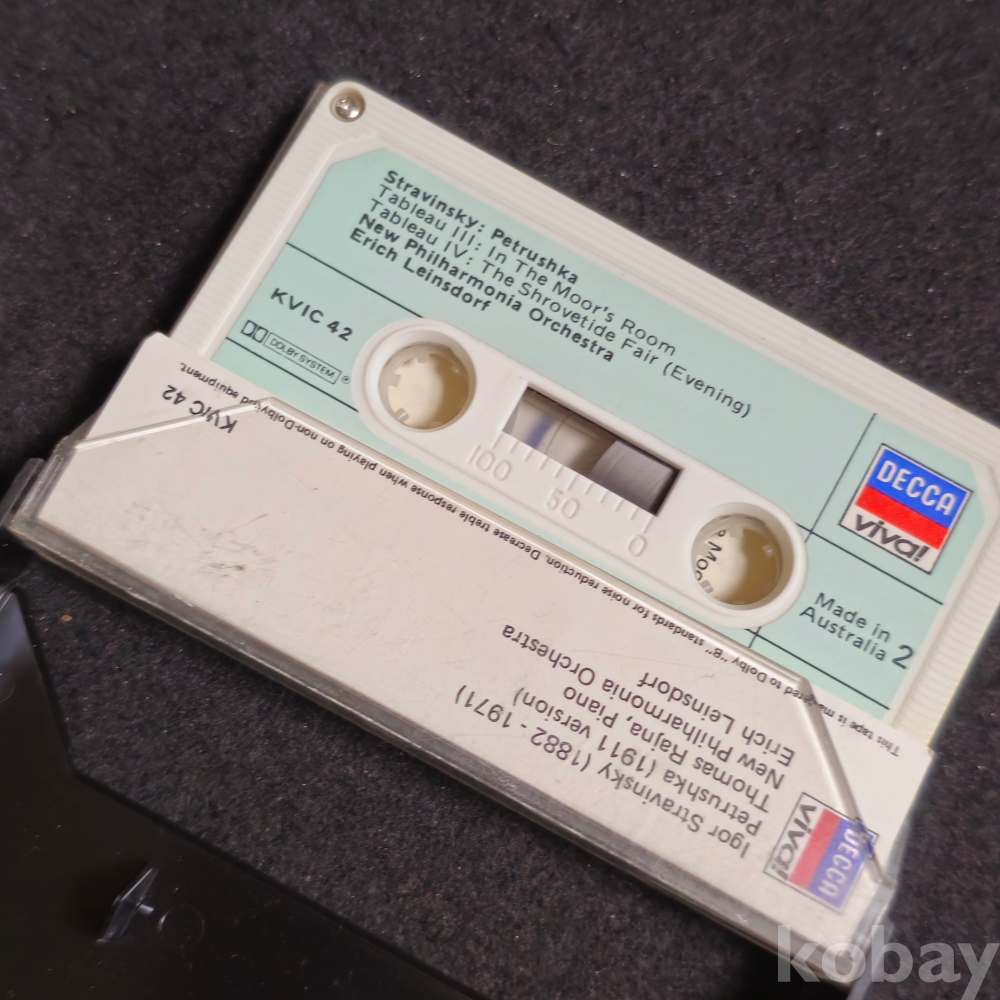 Stravinsky: Petrushka
Tableau III: In The Moor's Room
Tableau IV: The Shrovetide Fair (Evening)
New Philharmonia Orchestra
Erich Leinsdorf
KVIC 42
DOLBY SYSTEM ®
100 50 0
DECCA
viva!
Made in
Australia 2
KVIC 42
standards for noise reduction. Decrease treble response when playing on non-Dolbyized equipment.
This tape is
to Dolby "B"
Igor Stravinsky (1882 - 1971)
Petrushka (1911 version)
Thomas Rajna, Piano
New Philharmonia Orchestra
Erich Leinsdorf
DECCA
viva!
kobay